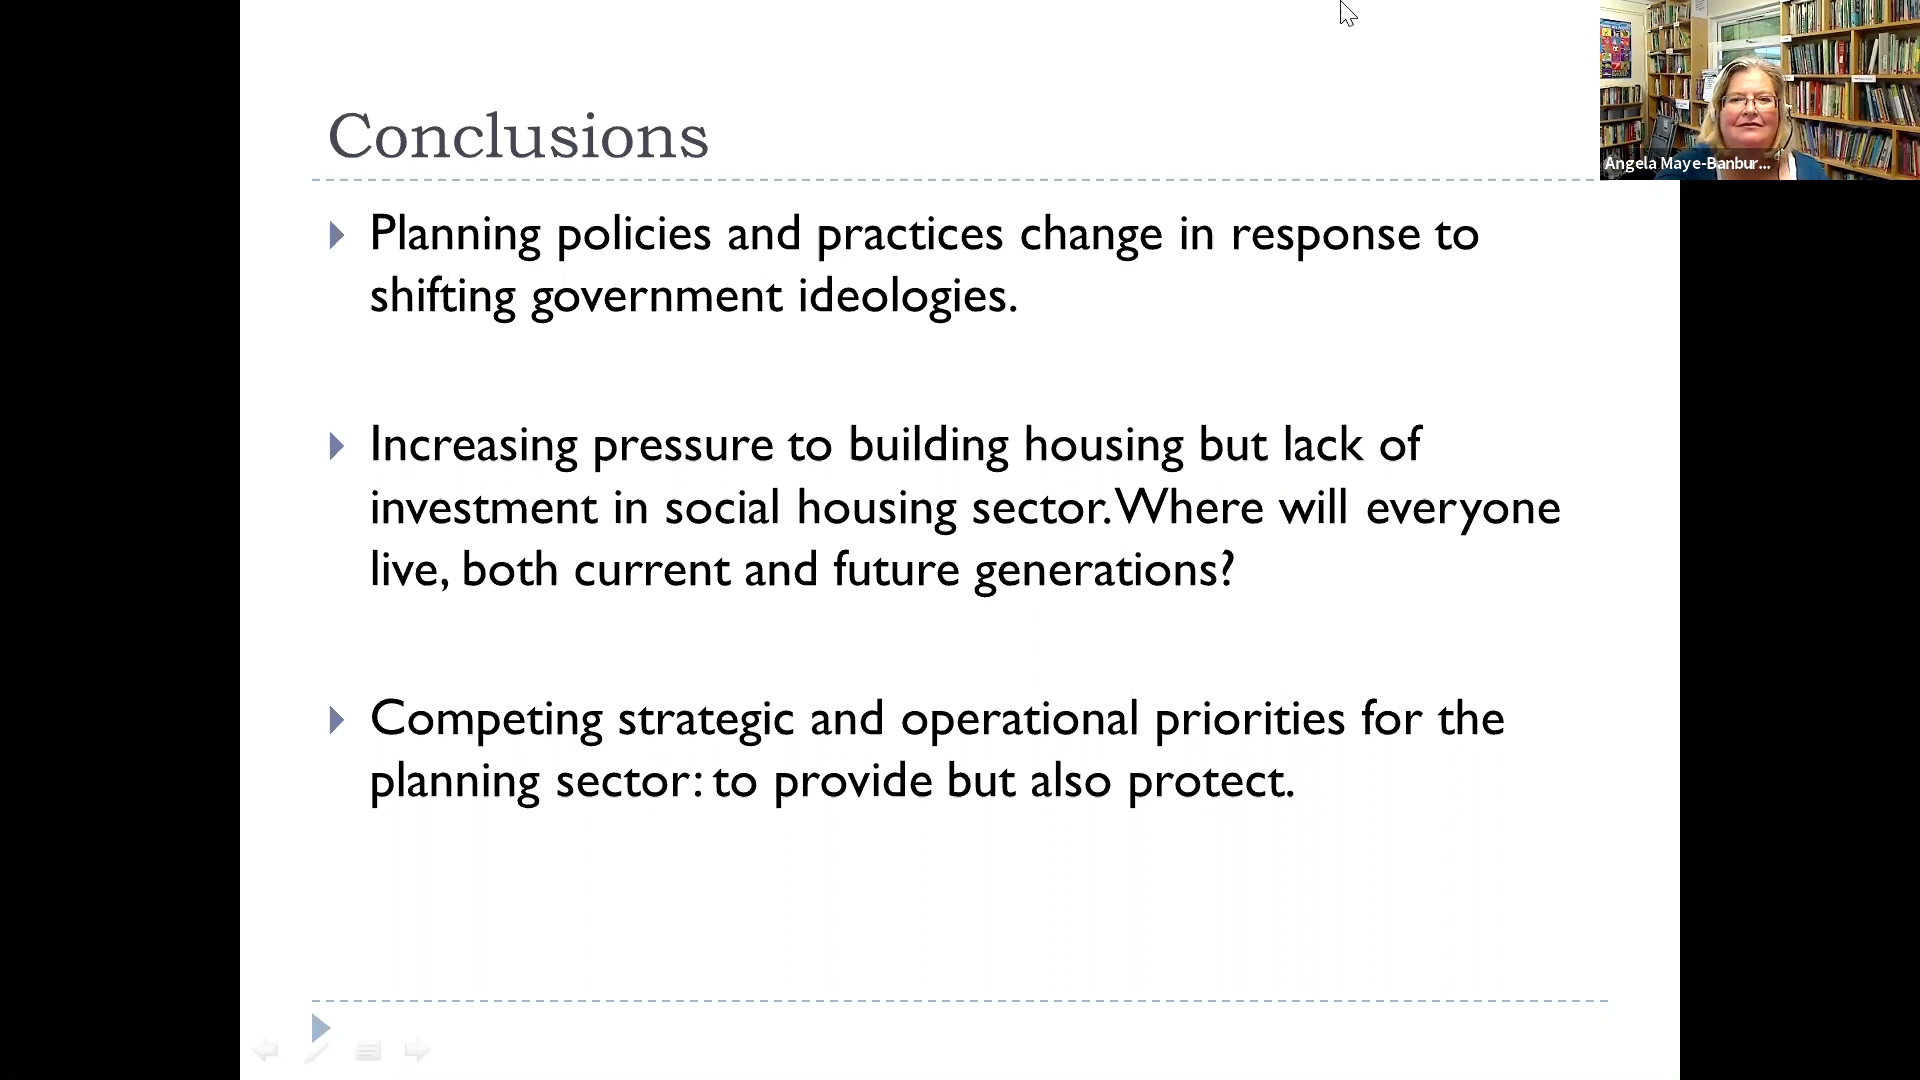 Conclusions
Planning policies and practices change in response to
shifting government ideologies.
Increasing pressure to building housing but lack of
investment in social housing sector. Where will everyone
live, both current and future generations?
Competing strategic and operational priorities for the
planning sector: to provide but also protect.
Angela Maye-Banbur...